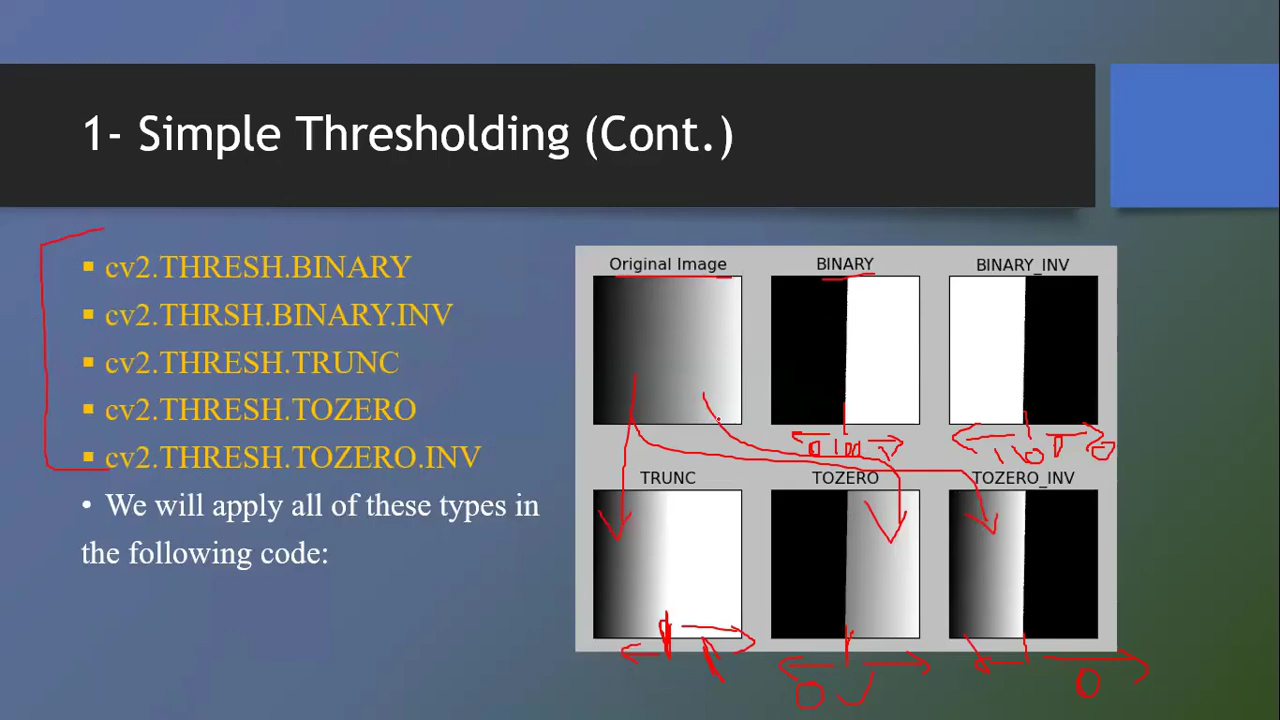 1- Simple Thresholding (Cont.)
▪ cv2.THRESH.BINARY
▪ cv2.THRSH.BINARY.INV
▪ cv2.THRESH.TRUNC
▪ cv2.THRESH.TOZERO
▪ cv2.THRESH.TOZERO.INV
• We will apply all of these types in
the following code:
Original Image
BINARY
BINARY_INV
0
0
TRUNC
TOZERO
TOZERO_INV
0
0